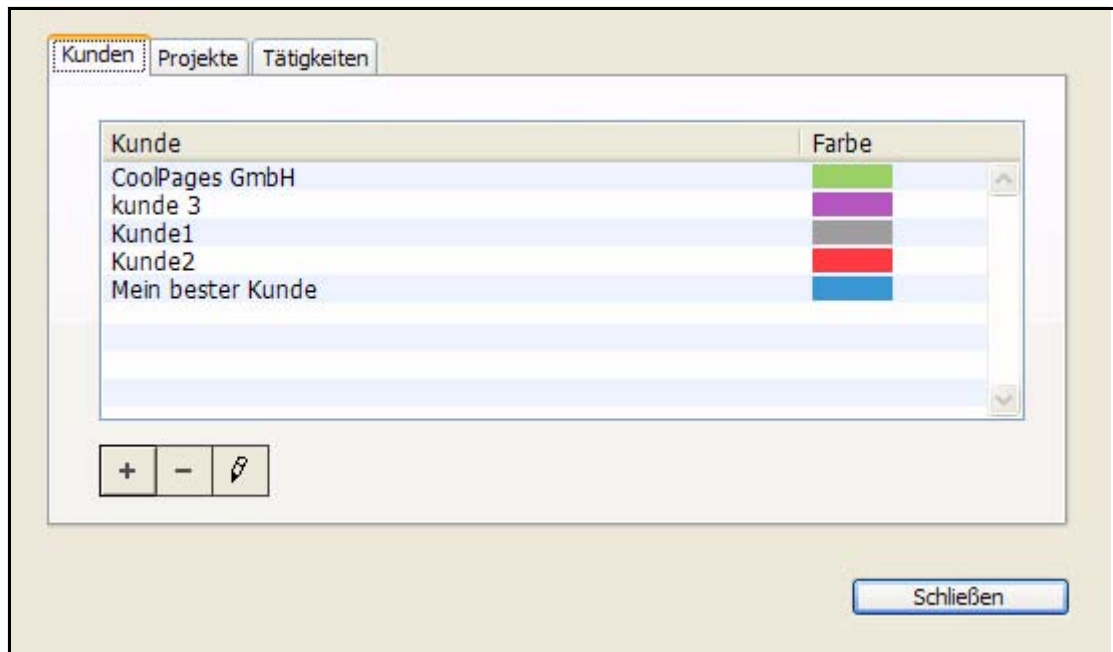 Kunden Projekte Tätigkeiten
Kunde Farbe
CoolPages GmbH
kunde 3
Kunde1
Kunde2
Mein bester Kunde
+ −
Schließen